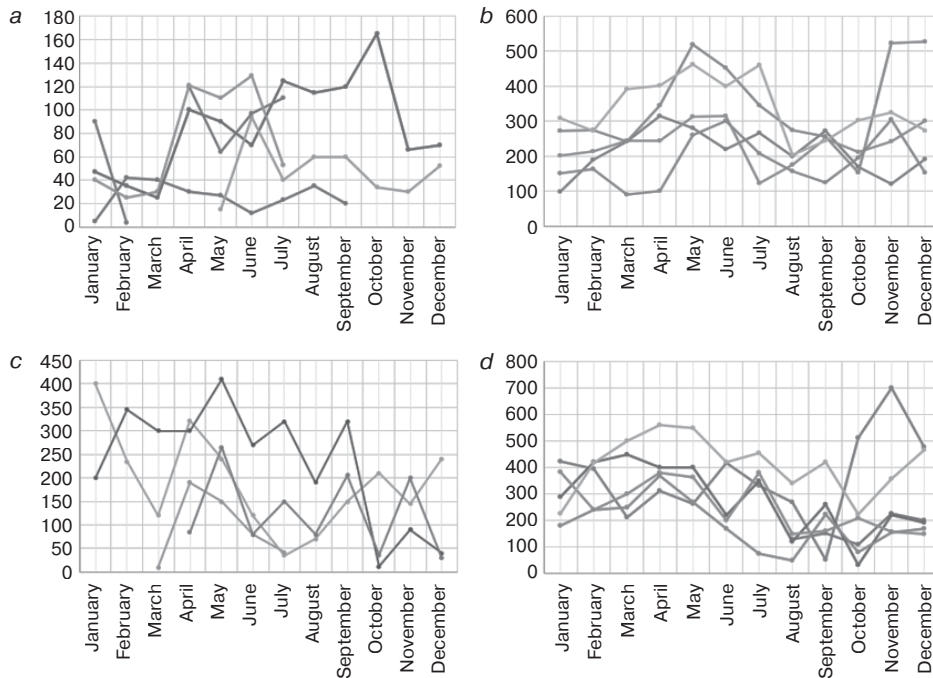 a
180
160
140
120
100
80
60
40
20
0
January
February
March
April
May
June
July
August
September
October
November
December
b
600
500
400
300
200
100
0
January
February
March
April
May
June
July
August
September
October
November
December
c
450
400
350
300
250
200
150
100
50
0
January
February
March
April
May
June
July
August
September
October
November
December
d
800
700
600
500
400
300
200
100
0
January
February
March
April
May
June
July
August
September
October
November
December